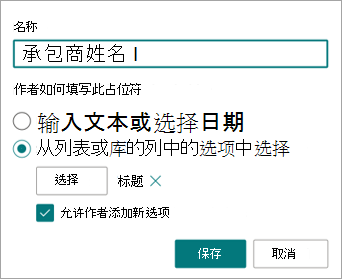 名称
承包商姓名
作者如何填写此占位符
输入文本或选择日期
从列表或库的列中的选项中选择
选择 标题
允许作者添加新选项
保存 取消